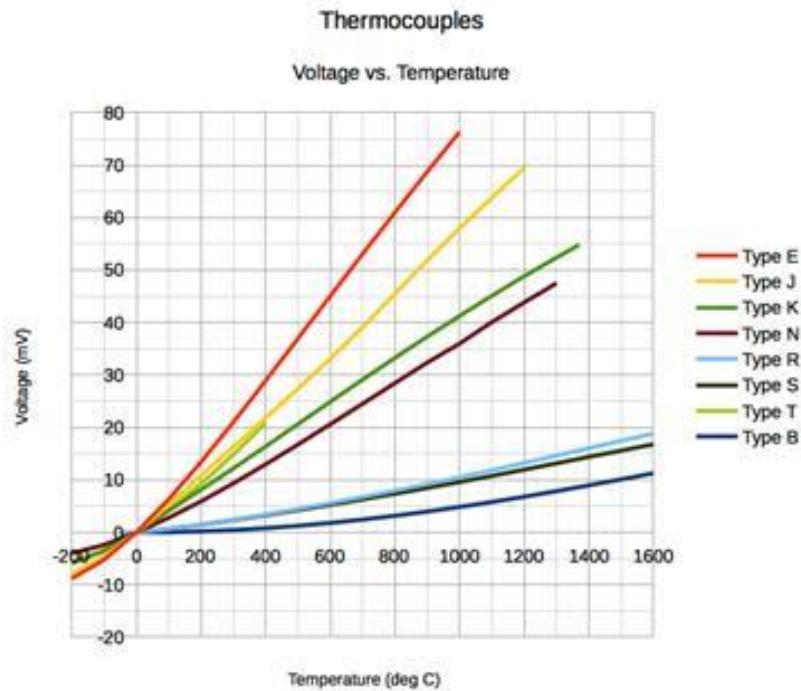 Thermocouples
Voltage vs. Temperature
80
70
60
50
40
30
20
10
0
-10
-20
-200 0 200 400 600 800 1000 1200 1400 1600
Voltage (mV)
Temperature (deg C)
Type E
Type J
Type K
Type N
Type R
Type S
Type T
Type B